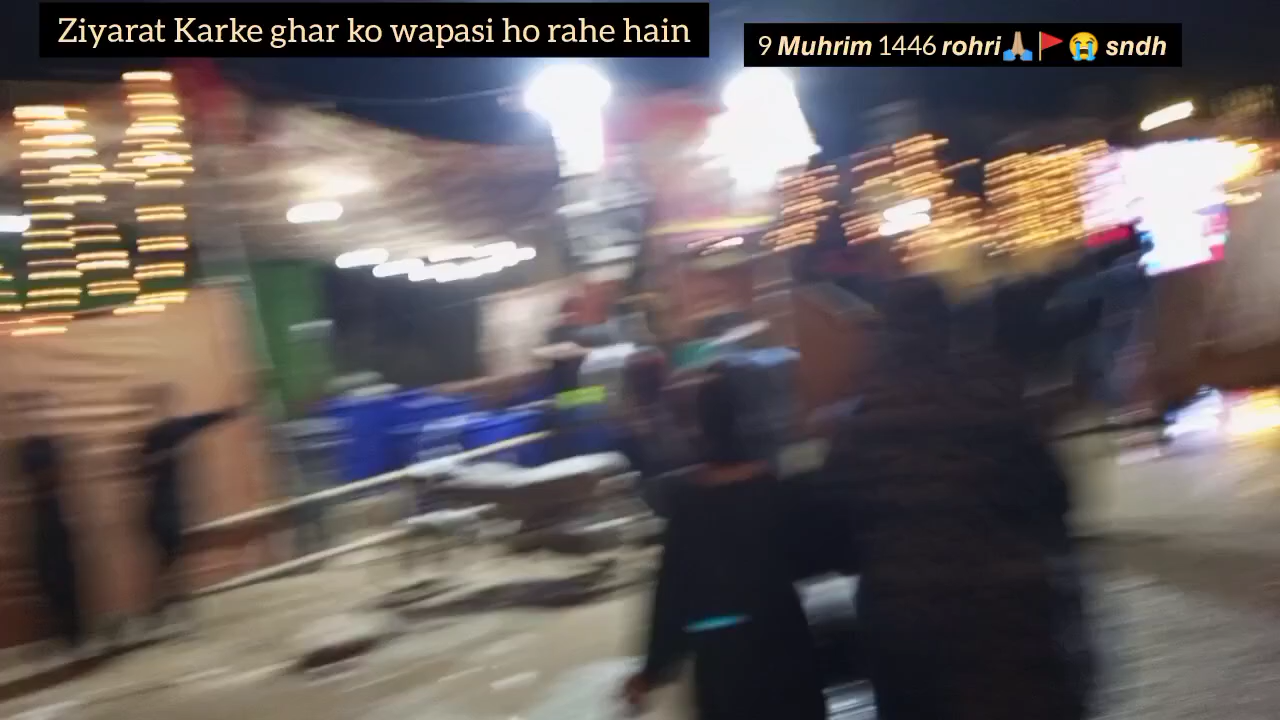 Ziyarat Karke ghar ko wapasi ho rahe hain
9 Muhrim 1446 rohri🙏🏽🚩😭 sndh